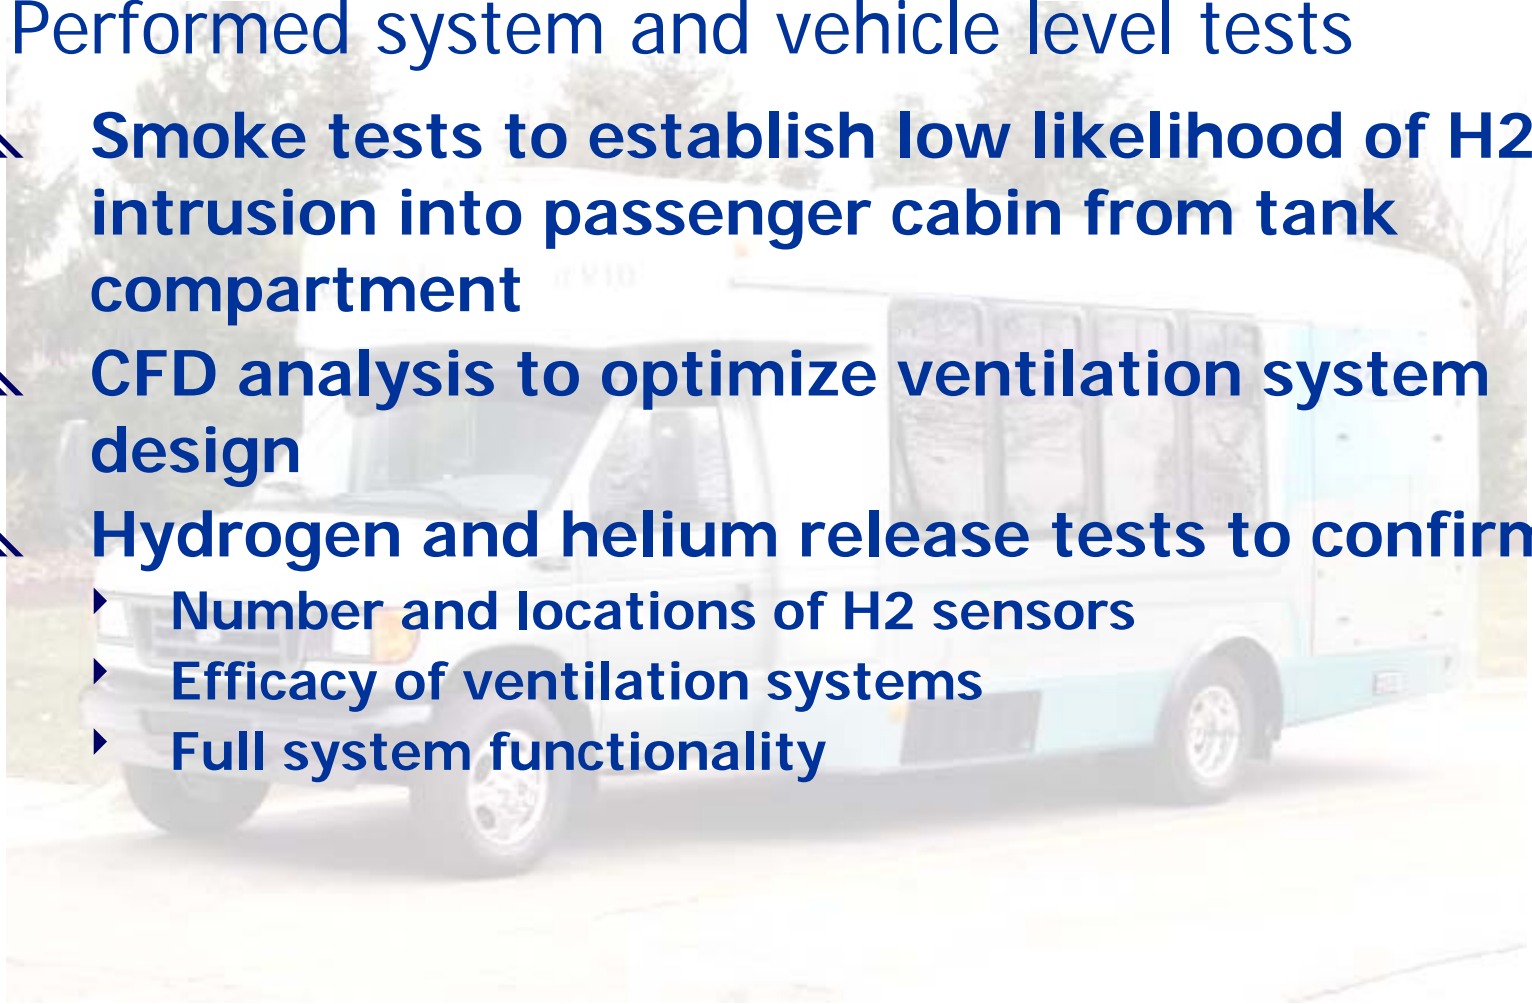 Performed system and vehicle level tests
Smoke tests to establish low likelihood of H2
intrusion into passenger cabin from tank
compartment
CFD analysis to optimize ventilation system
design
Hydrogen and helium release tests to confirm
Number and locations of H2 sensors
Efficacy of ventilation systems
Full system functionality